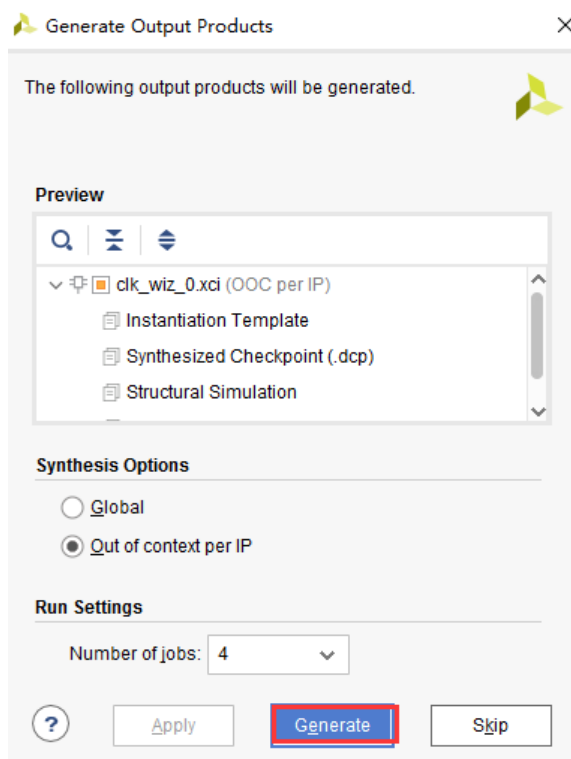 Generate Output Products
The following output products will be generated.
Preview
clk_wiz_0.xci (OOC per IP)
Instantiation Template
Synthesized Checkpoint (.dcp)
Structural Simulation
Synthesis Options
Global
Out of context per IP
Run Settings
Number of jobs: 4
? Apply Generate Skip